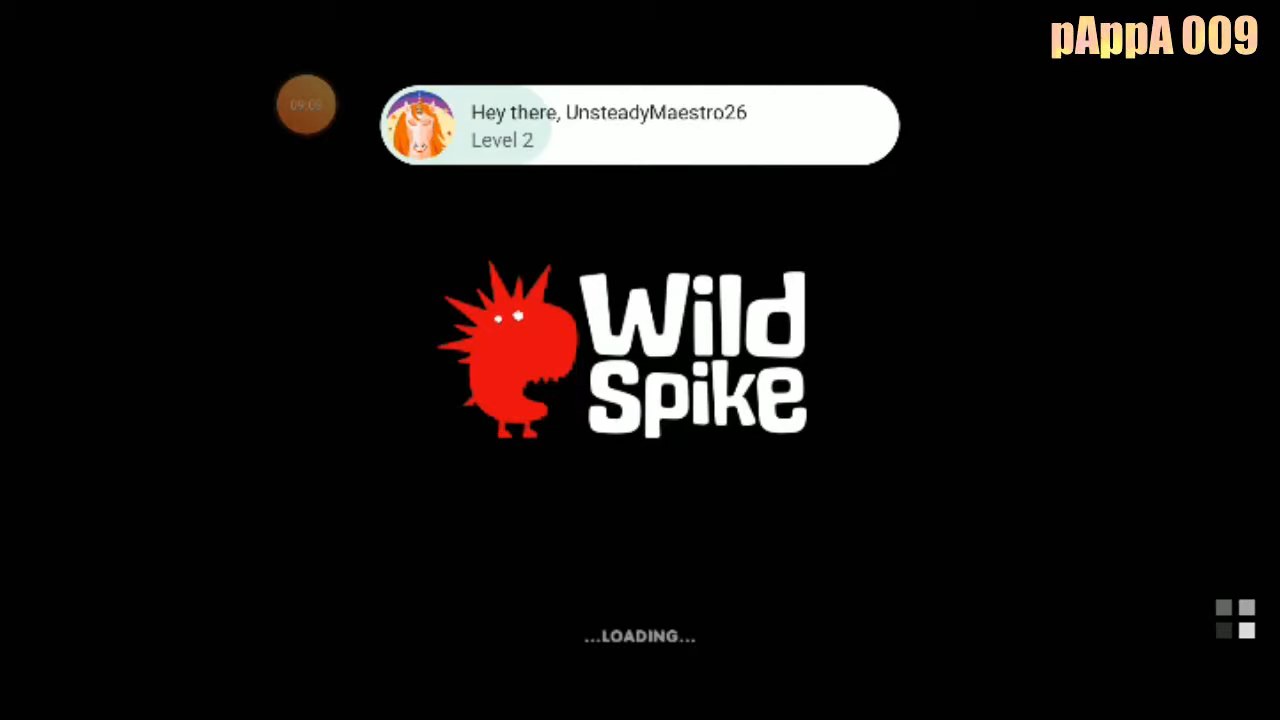 pAppA 009
Hey there, UnsteadyMaestro26
Level 2
Wild
Spike
...LOADING...